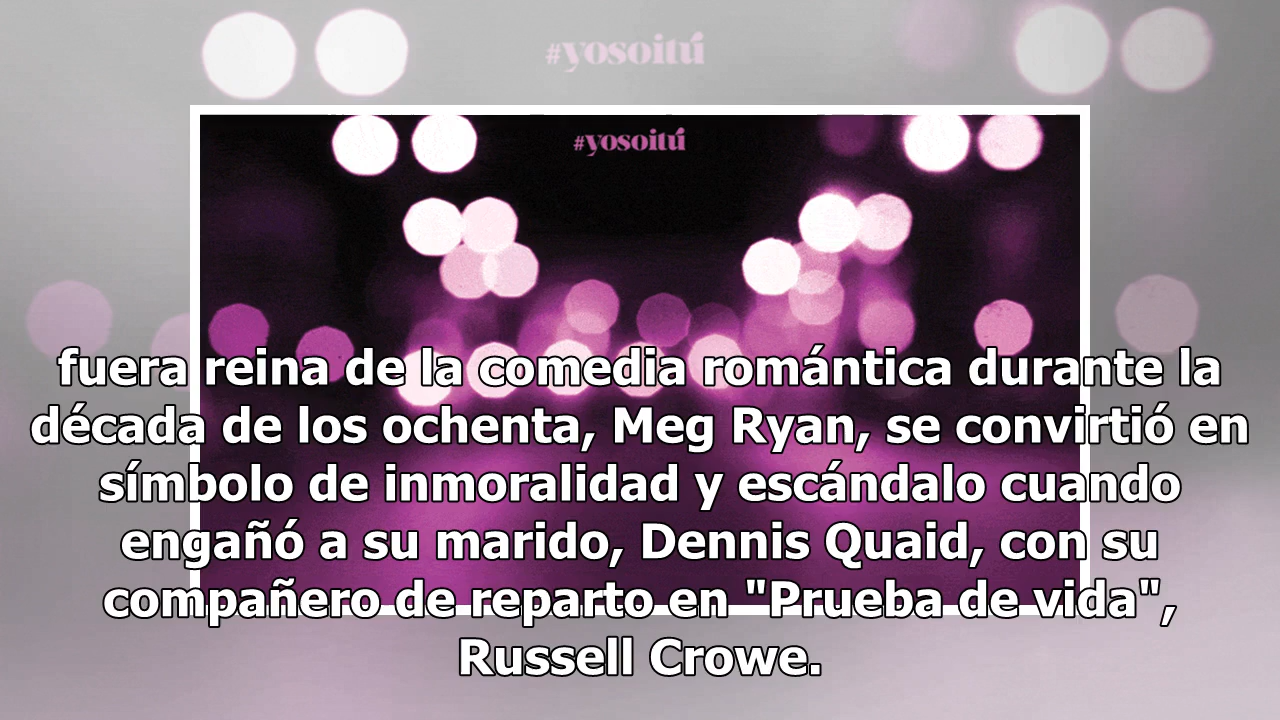 #yosoitú
#yosoitú
fuera reina de la comedia romántica durante la
década de los ochenta, Meg Ryan, se convirtió en
símbolo de inmoralidad y escándalo cuando
engañó a su marido, Dennis Quaid, con su
compañero de reparto en "Prueba de vida",
Russell Crowe.